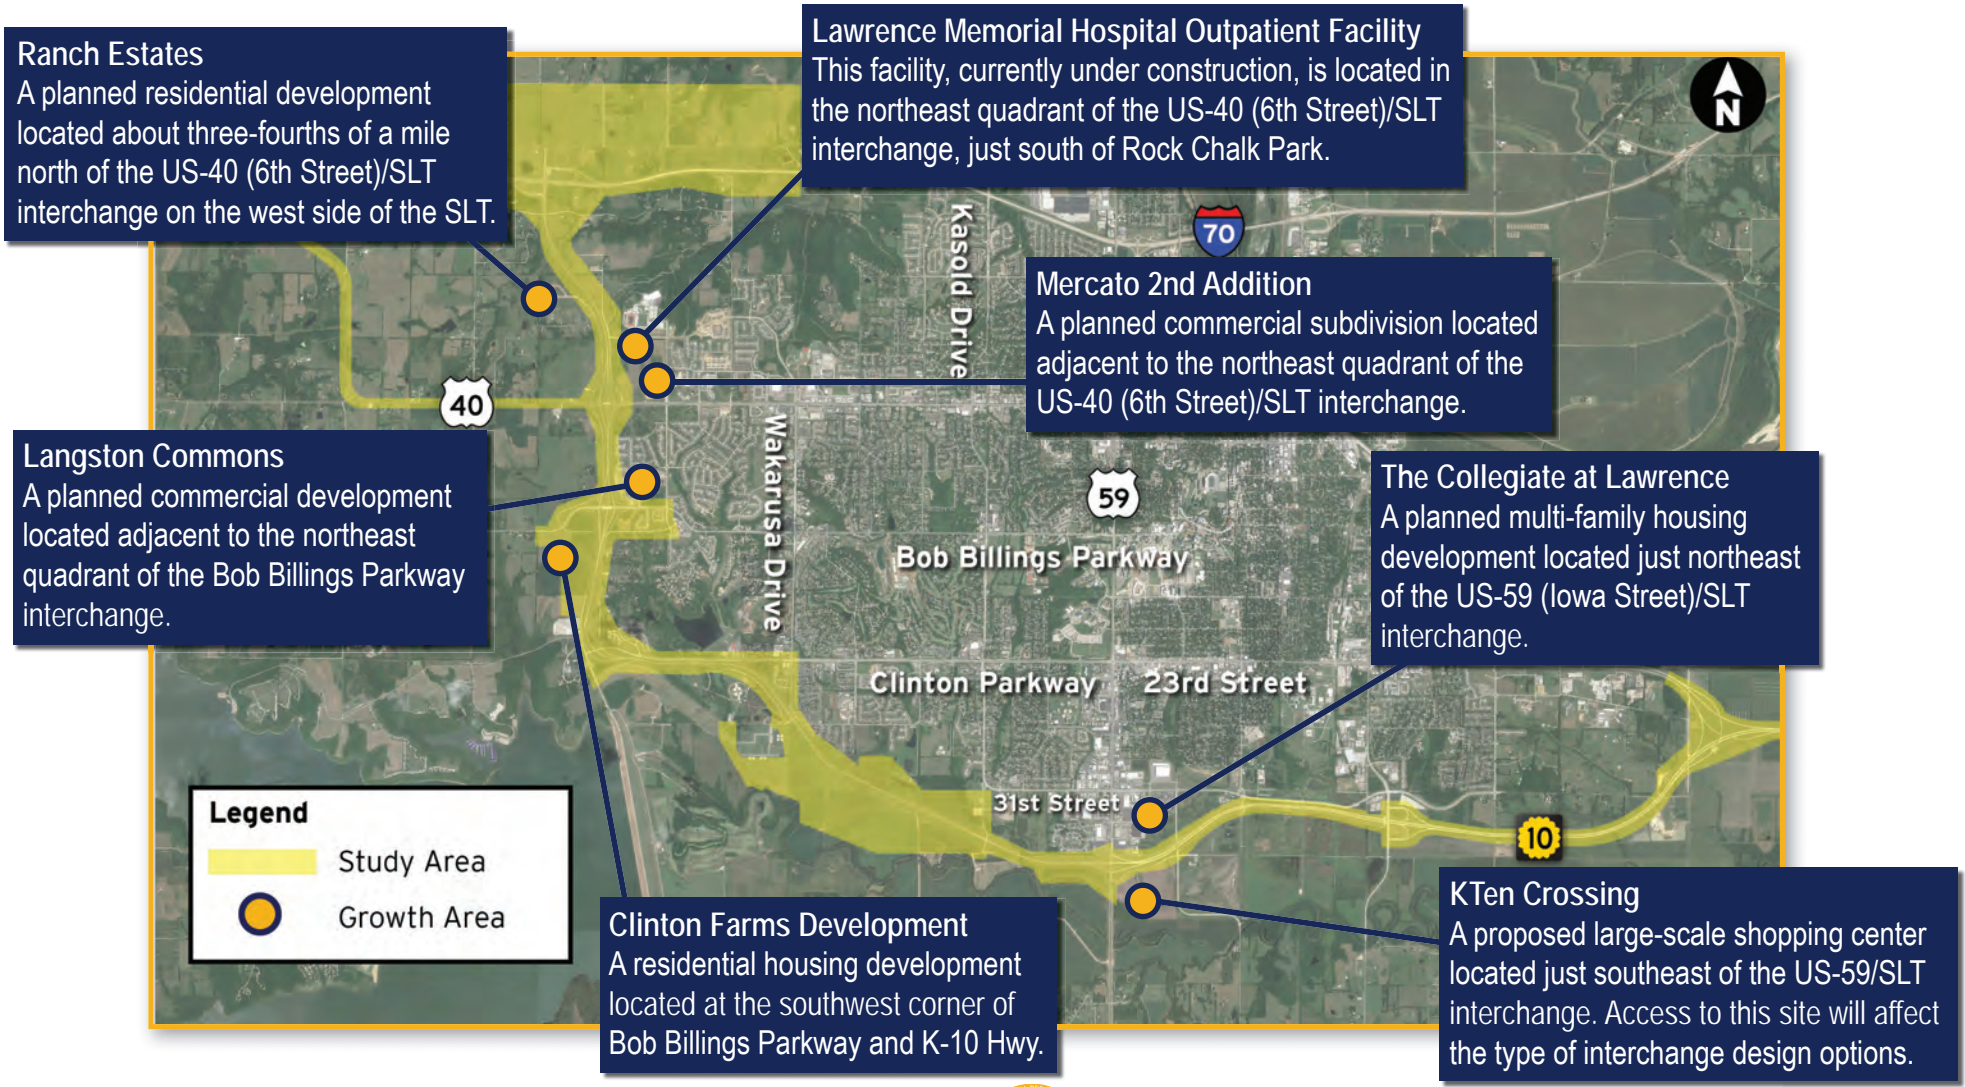 Ranch Estates
A planned residential development
located about three-fourths of a mile
north of the US-40 (6th Street)/SLT
interchange on the west side of the SLT.
Lawrence Memorial Hospital Outpatient Facility
This facility, currently under construction, is located in
the northeast quadrant of the US-40 (6th Street)/SLT
interchange, just south of Rock Chalk Park.
N
Kasold Drive
70
Mercato 2nd Addition
A planned commercial subdivision located
adjacent to the northeast quadrant of the
US-40 (6th Street)/SLT interchange.
40
Langston Commons
A planned commercial development
located adjacent to the northeast
quadrant of the Bob Billings Parkway
interchange.
Wakarusa Drive
59
Bob Billings Parkway
The Collegiate at Lawrence
A planned multi-family housing
development located just northeast
of the US-59 (Iowa Street)/SLT
interchange.
Clinton Parkway
23rd Street
31st Street
10
Legend
Study Area
Growth Area
Clinton Farms Development
A residential housing development
located at the southwest corner of
Bob Billings Parkway and K-10 Hwy.
KTen Crossing
A proposed large-scale shopping center
located just southeast of the US-59/SLT
interchange. Access to this site will affect
the type of interchange design options.